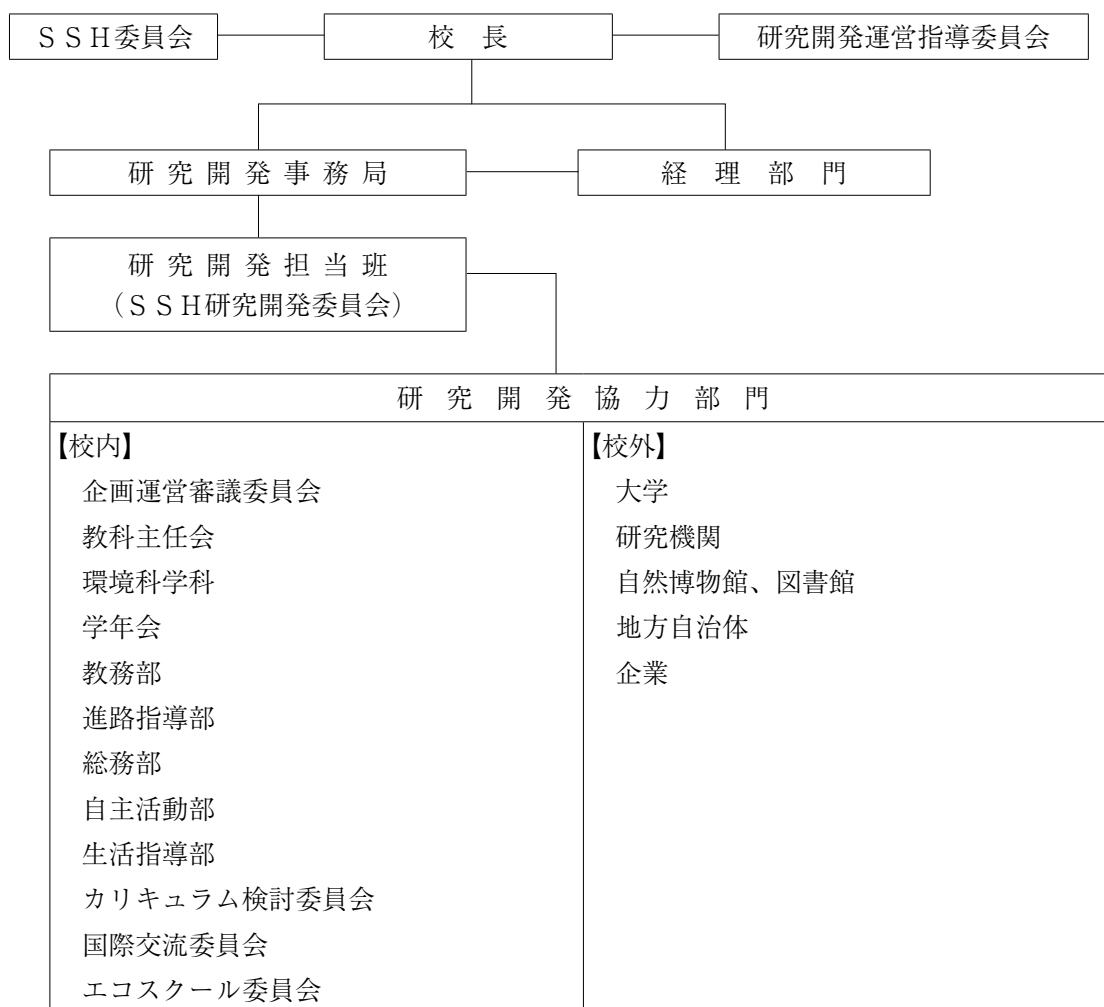 ＳＳＨ委員会
校長
研究開発運営指導委員会
研究開発事務局
経理部門
研究開発担当班
（ＳＳＨ研究開発委員会）
研究開発協力部門
【校内】
企画運営審議委員会
教科主任会
環境科学科
学年会
教務部
進路指導部
総務部
自主活動部
生活指導部
カリキュラム検討委員会
国際交流委員会
エコスクール委員会
【校外】
大学
研究機関
自然博物館、図書館
地方自治体
企業